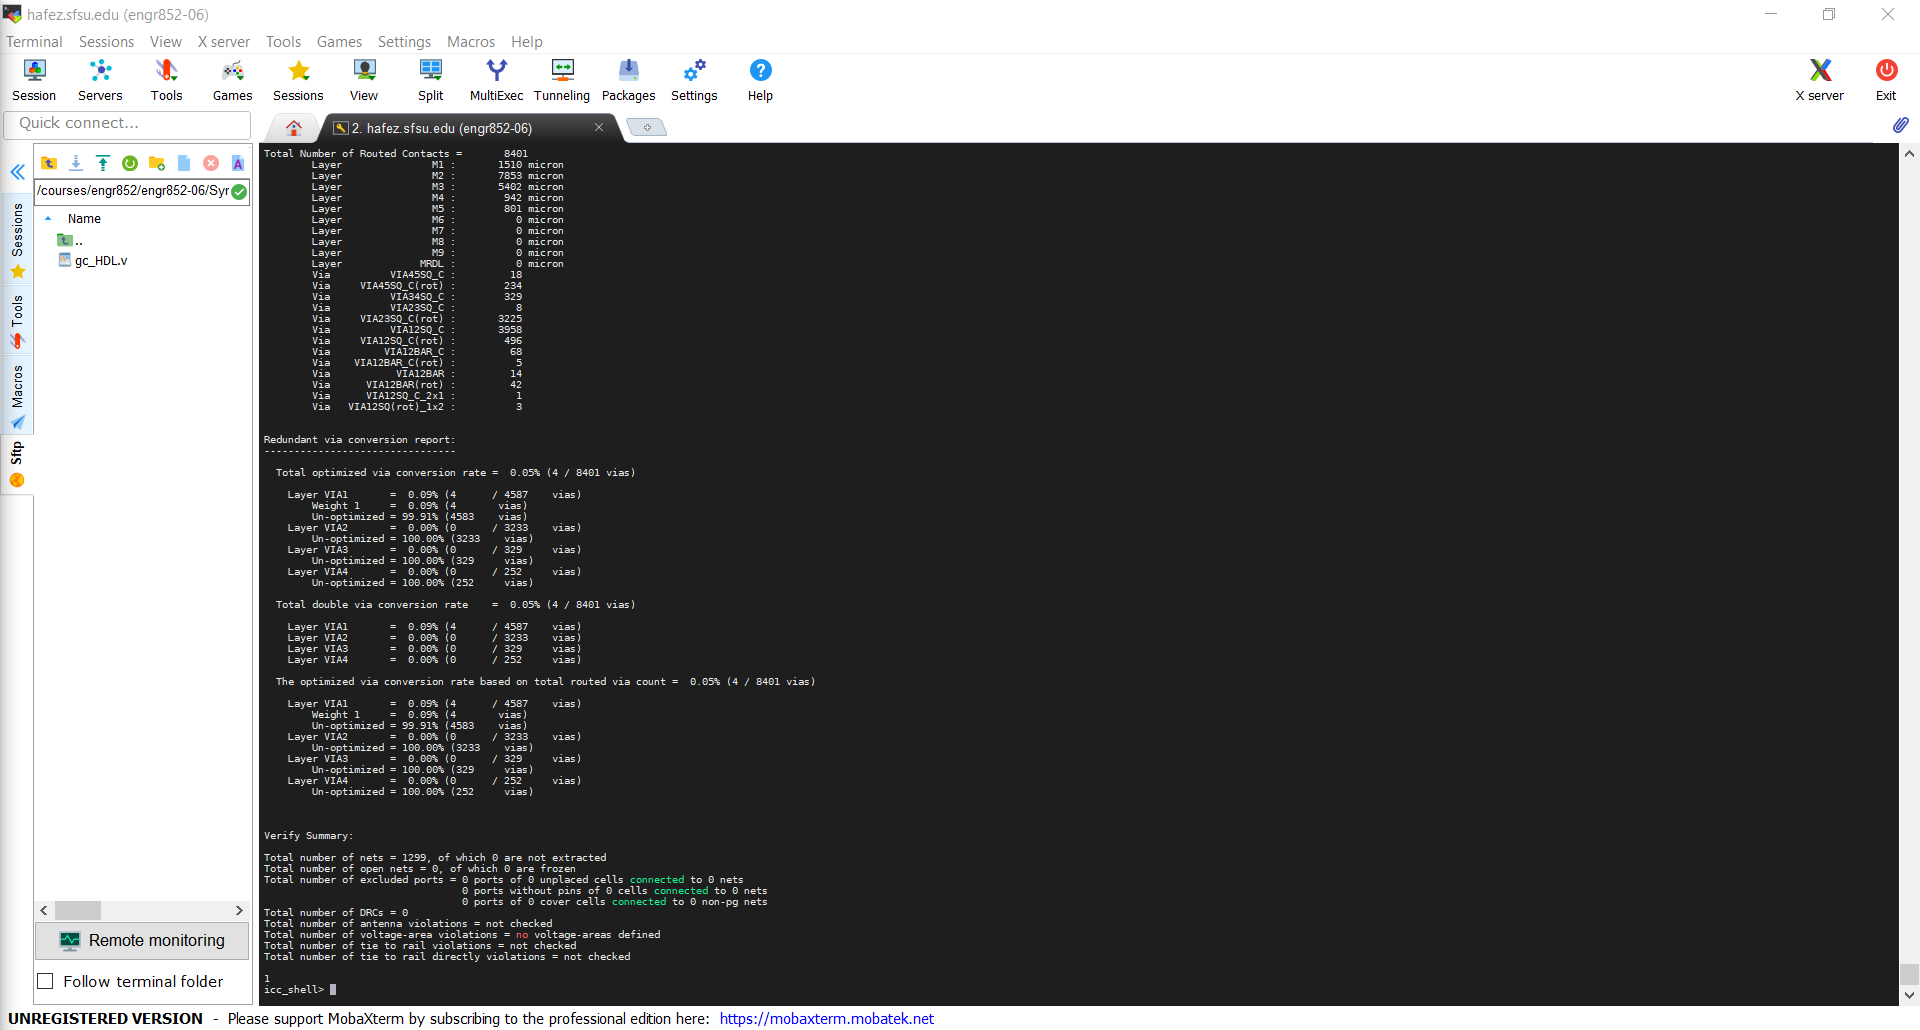 hafez.sfsu.edu (engr852-06)
Terminal Sessions View X server Tools Games Settings Macros Help
Session Servers Tools Games Sessions View Split MultiExec Tunneling Packages Settings Help X server Exit
Quick connect...
2. hafez.sfsu.edu (engr852-06)
/courses/engr852/engr852-06/Syr
Name
..
gc_HDL.v
Sessions
Tools
Macros
Sftp
Total Number of Routed Contacts = 8401
Layer M1 : 1510 micron
Layer M2 : 7853 micron
Layer M3 : 5402 micron
Layer M4 : 942 micron
Layer M5 : 801 micron
Layer M6 : 0 micron
Layer M7 : 0 micron
Layer M8 : 0 micron
Layer M9 : 0 micron
Layer MRDL : 0 micron
Via VIA45SQ_C : 18
Via VIA45SQ_C(rot) : 234
Via VIA34SQ_C : 329
Via VIA23SQ_C : 8
Via VIA23SQ_C(rot) : 3225
Via VIA12SQ_C : 3958
Via VIA12SQ_C(rot) : 496
Via VIA12BAR_C : 68
Via VIA12BAR_C(rot) : 5
Via VIA12BAR : 14
Via VIA12BAR(rot) : 42
Via VIA12SQ_C_2x1 : 1
Via VIA12SQ(rot)_1x2 : 3
Redundant via conversion report:
--------------------------------
Total optimized via conversion rate = 0.05% (4 / 8401 vias)
Layer VIA1 = 0.09% (4 / 4587 vias)
Weight 1 = 0.09% (4 vias)
Un-optimized = 99.91% (4583 vias)
Layer VIA2 = 0.00% (0 / 3233 vias)
Un-optimized = 100.00% (3233 vias)
Layer VIA3 = 0.00% (0 / 329 vias)
Un-optimized = 100.00% (329 vias)
Layer VIA4 = 0.00% (0 / 252 vias)
Un-optimized = 100.00% (252 vias)
Total double via conversion rate = 0.05% (4 / 8401 vias)
Layer VIA1 = 0.09% (4 / 4587 vias)
Layer VIA2 = 0.00% (0 / 3233 vias)
Layer VIA3 = 0.00% (0 / 329 vias)
Layer VIA4 = 0.00% (0 / 252 vias)
The optimized via conversion rate based on total routed via count = 0.05% (4 / 8401 vias)
Layer VIA1 = 0.09% (4 / 4587 vias)
Weight 1 = 0.09% (4 vias)
Un-optimized = 99.91% (4583 vias)
Layer VIA2 = 0.00% (0 / 3233 vias)
Un-optimized = 100.00% (3233 vias)
Layer VIA3 = 0.00% (0 / 329 vias)
Un-optimized = 100.00% (329 vias)
Layer VIA4 = 0.00% (0 / 252 vias)
Un-optimized = 100.00% (252 vias)
Verify Summary:
Total number of nets = 1299, of which 0 are not extracted
Total number of open nets = 0, of which 0 are frozen
Total number of excluded ports = 0 ports of 0 unplaced cells connected to 0 nets
0 ports without pins of 0 cells connected to 0 nets
0 ports of 0 cover cells connected to 0 non-pg nets
Total number of DRCs = 0
Total number of antenna violations = not checked
Total number of voltage-area violations = no voltage-areas defined
Total number of tie to rail violations = not checked
Total number of tie to rail directly violations = not checked
1
icc_shell>
Remote monitoring
Follow terminal folder
UNREGISTERED VERSION - Please support MobaXterm by subscribing to the professional edition here: https://mobaxterm.mobatek.net